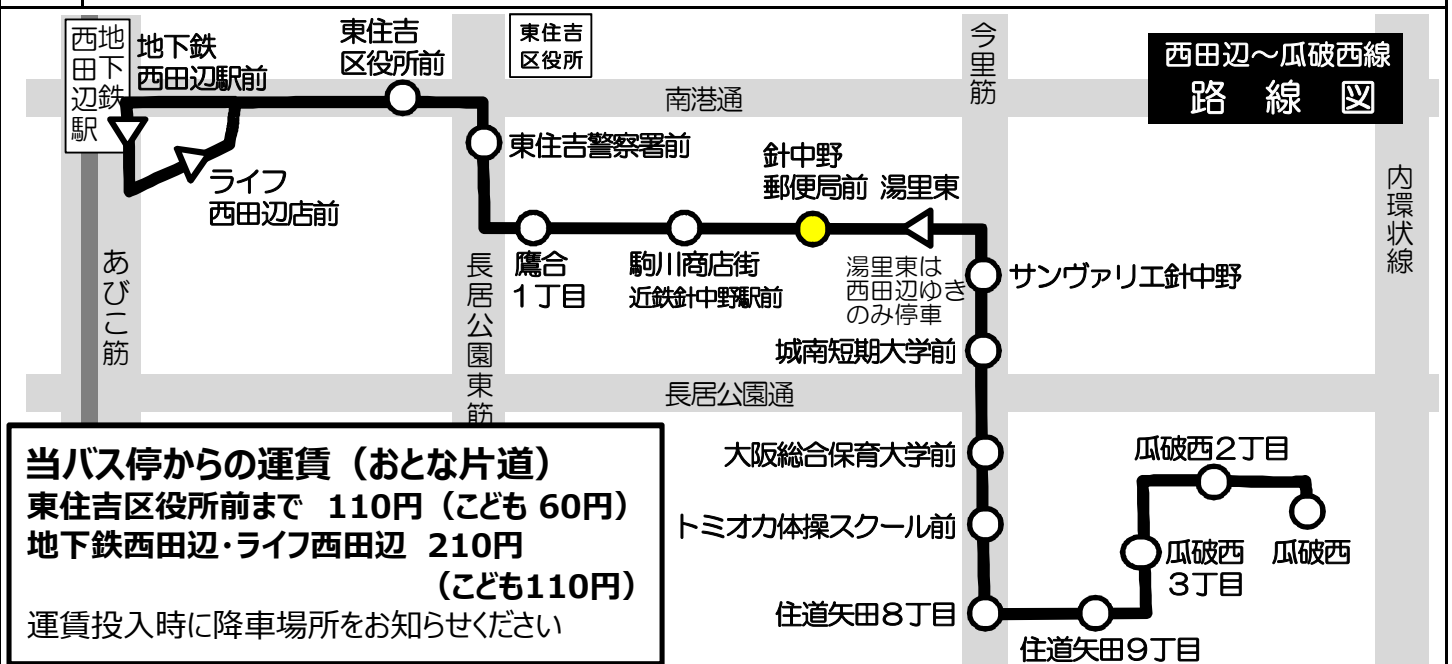 西田辺～瓜破西線
路線図
地下鉄
西田辺駅
地下鉄
西田辺駅前
東住吉
区役所前
東住吉
区役所
南港通
今里筋
内環状線
あびこ筋
長居公園東筋
長居公園通
ライフ
西田辺店前
東住吉警察署前
鷹合
1丁目
駒川商店街
近鉄針中野駅前
針中野
郵便局前
湯里東
湯里東は
西田辺ゆき
のみ停車
サンヴァリエ針中野
城南短期大学前
大阪総合保育大学前
トミオカ体操スクール前
住道矢田8丁目
住道矢田9丁目
瓜破西
3丁目
瓜破西2丁目
瓜破西
当バス停からの運賃（おとな片道）
東住吉区役所前まで 110円（こども 60円）
地下鉄西田辺・ライフ西田辺 210円
（こども110円）
運賃投入時に降車場所をお知らせください